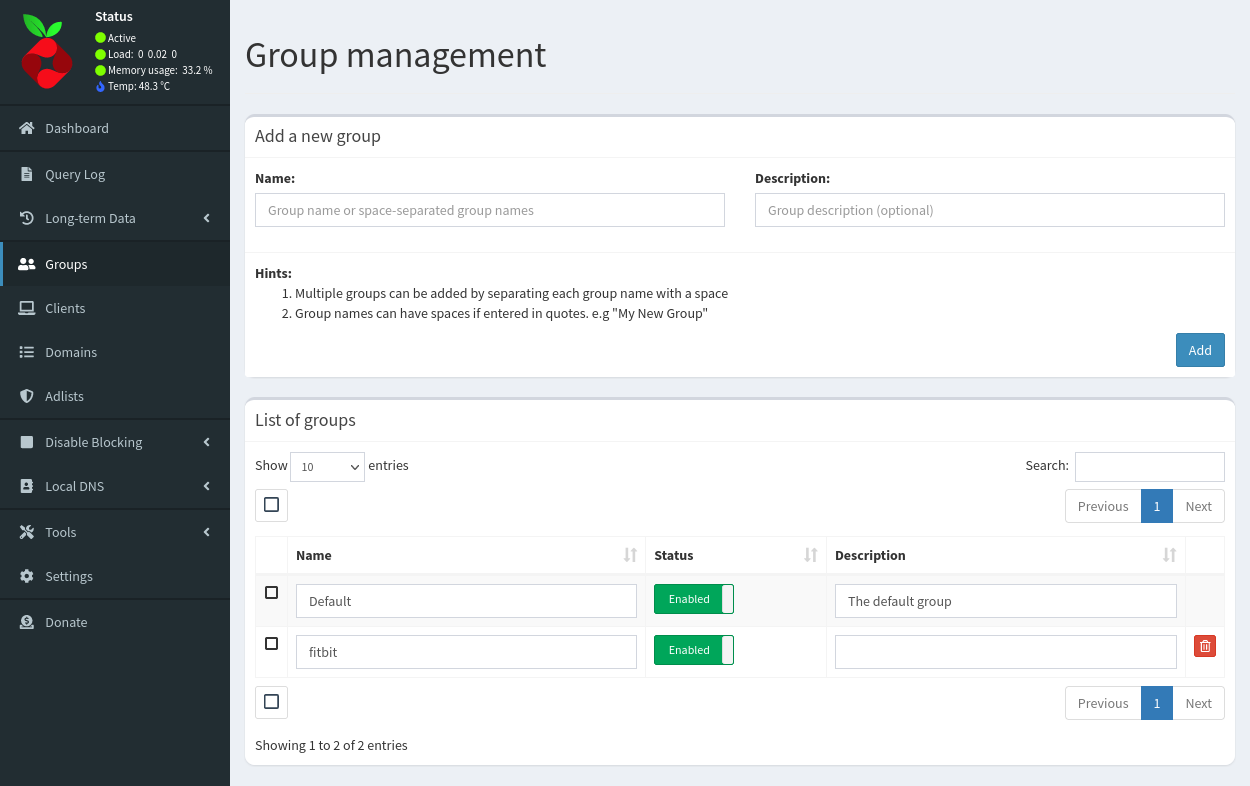 Status
Active
Load: 0 0.02 0
Memory usage: 33.2 %
Temp: 48.3 °C
Dashboard
Query Log
Long-term Data
Groups
Clients
Domains
Adlists
Disable Blocking
Local DNS
Tools
Settings
Donate
Group management
Add a new group
Name: Description:
Group name or space-separated group names Group description (optional)
Hints:
1. Multiple groups can be added by separating each group name with a space
2. Group names can have spaces if entered in quotes. e.g "My New Group"
Add
List of groups
Show 10 entries Search:
Previous 1 Next
Name Status Description
Default Enabled The default group
fitbit Enabled
Previous 1 Next
Showing 1 to 2 of 2 entries